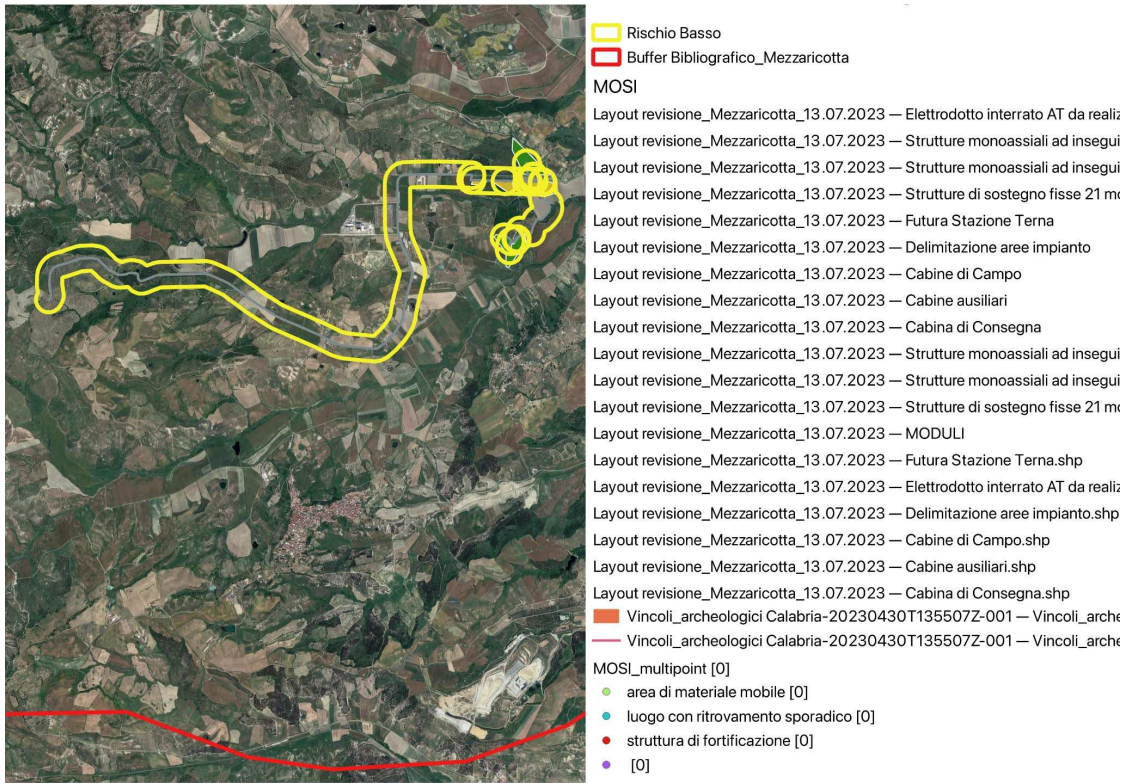 Rischio Basso
Buffer Bibliografico_Mezzaricotta
MOSI
Layout revisione_Mezzaricotta_13.07.2023 — Elettrodotto interrato AT da realiz
Layout revisione_Mezzaricotta_13.07.2023 — Strutture monoassiali ad insegui
Layout revisione_Mezzaricotta_13.07.2023 — Strutture monoassiali ad insegui
Layout revisione_Mezzaricotta_13.07.2023 — Strutture di sostegno fisse 21 mo
Layout revisione_Mezzaricotta_13.07.2023 — Futura Stazione Terna
Layout revisione_Mezzaricotta_13.07.2023 — Delimitazione aree impianto
Layout revisione_Mezzaricotta_13.07.2023 — Cabine di Campo
Layout revisione_Mezzaricotta_13.07.2023 — Cabine ausiliari
Layout revisione_Mezzaricotta_13.07.2023 — Cabina di Consegna
Layout revisione_Mezzaricotta_13.07.2023 — Strutture monoassiali ad insegui
Layout revisione_Mezzaricotta_13.07.2023 — Strutture monoassiali ad insegui
Layout revisione_Mezzaricotta_13.07.2023 — Strutture di sostegno fisse 21 mo
Layout revisione_Mezzaricotta_13.07.2023 — MODULI
Layout revisione_Mezzaricotta_13.07.2023 — Futura Stazione Terna.shp
Layout revisione_Mezzaricotta_13.07.2023 — Elettrodotto interrato AT da realiz
Layout revisione_Mezzaricotta_13.07.2023 — Delimitazione aree impianto.shp
Layout revisione_Mezzaricotta_13.07.2023 — Cabine di Campo.shp
Layout revisione_Mezzaricotta_13.07.2023 — Cabine ausiliari.shp
Layout revisione_Mezzaricotta_13.07.2023 — Cabina di Consegna.shp
Vincoli_archeologici Calabria-20230430T135507Z-001 — Vincoli_arche
Vincoli_archeologici Calabria-20230430T135507Z-001 — Vincoli_arche
MOSI_multipoint [0]
area di materiale mobile [0]
luogo con ritrovamento sporadico [0]
struttura di fortificazione [0]
[0]